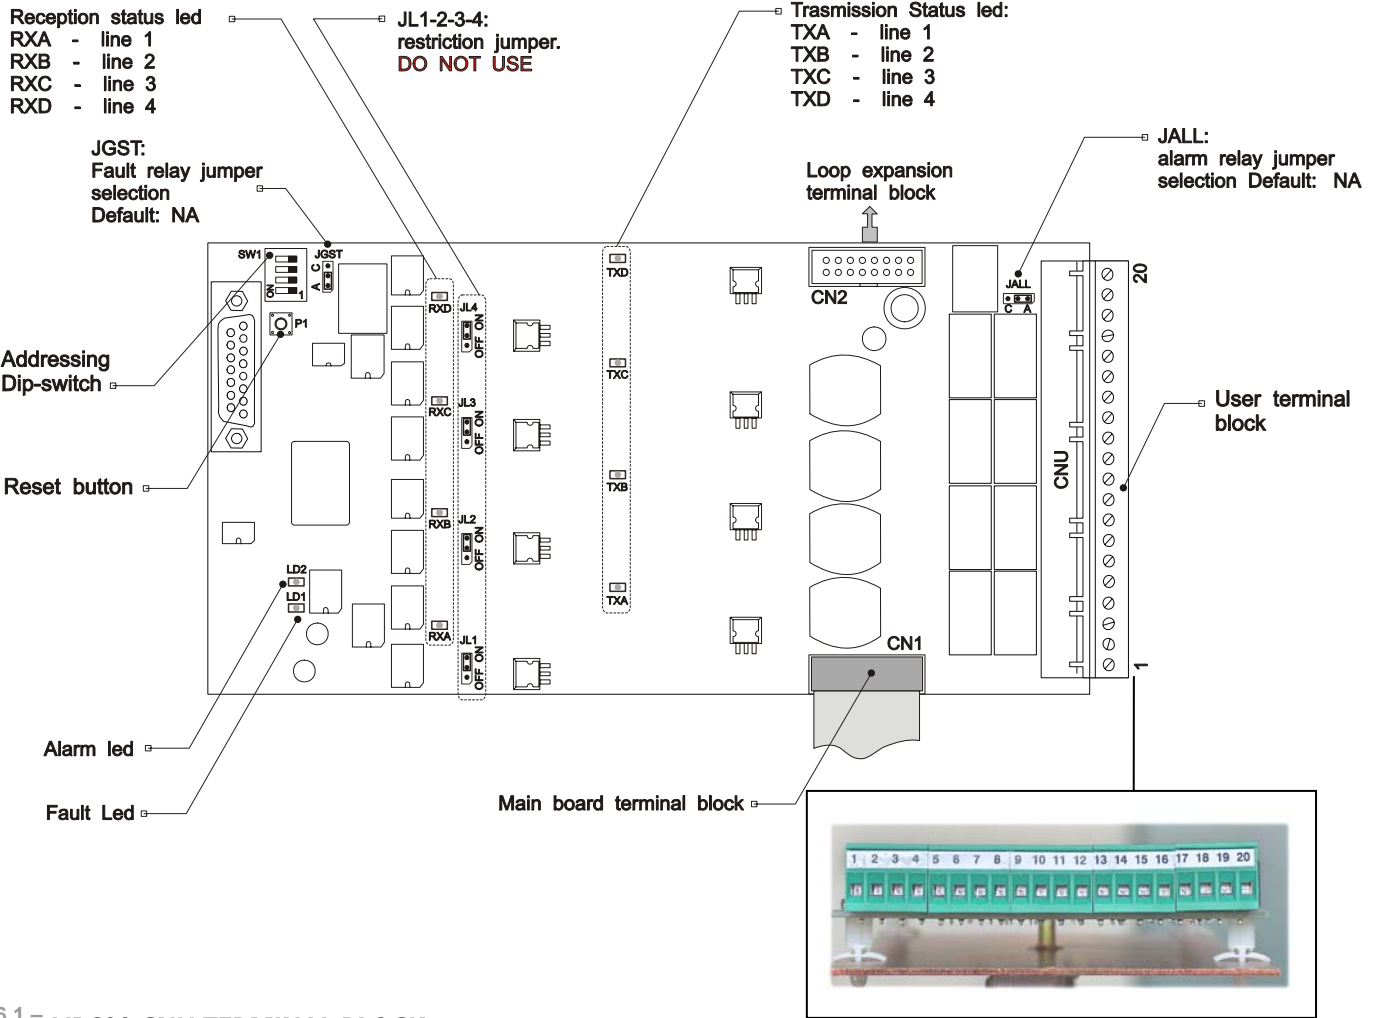 Reception status led
RXA - line 1
RXB - line 2
RXC - line 3
RXD - line 4
JL1-2-3-4:
restriction jumper.
DO NOT USE
Trasmission Status led:
TXA - line 1
TXB - line 2
TXC - line 3
TXD - line 4
JGST:
Fault relay jumper
selection
Default: NA
Loop expansion
terminal block
JALL:
alarm relay jumper
selection Default: NA
SW1
ON
1
JGST
C
A
P1
Addressing
Dip-switch
Reset button
RXD
RXC
RXB
RXA
JL4
OFF ON
JL3
OFF ON
JL2
OFF ON
JL1
OFF ON
TXD
TXC
TXB
TXA
CN2
JALL
C A
CNU
20
1
User terminal
block
LD2
LD1
CN1
Alarm led
Fault Led
Main board terminal block
1 2 3 4 5 6 7 8 9 10 11 12 13 14 15 16 17 18 19 20